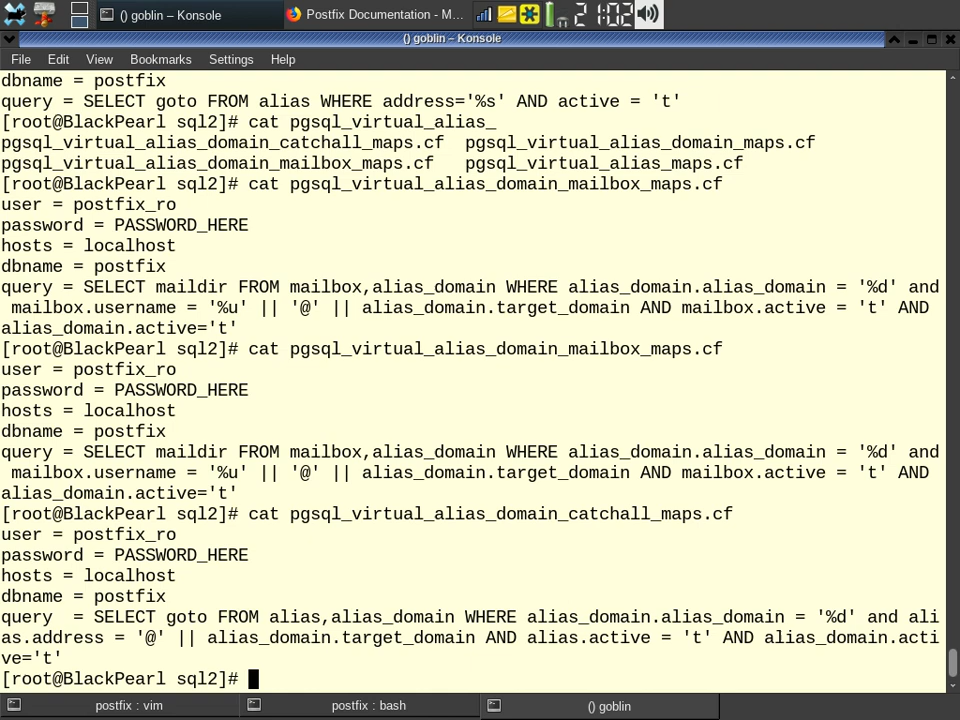 () goblin – Konsole
Postfix Documentation - M...
2
1:02
() goblin – Konsole
File Edit View Bookmarks Settings Help
dbname = postfix
query = SELECT goto FROM alias WHERE address='%s' AND active = 't'
[root@BlackPearl sql2]# cat pgsql_virtual_alias_
pgsql_virtual_alias_domain_catchall_maps.cf  pgsql_virtual_alias_domain_maps.cf
pgsql_virtual_alias_domain_mailbox_maps.cf   pgsql_virtual_alias_maps.cf
[root@BlackPearl sql2]# cat pgsql_virtual_alias_domain_mailbox_maps.cf
user = postfix_ro
password = PASSWORD_HERE
hosts = localhost
dbname = postfix
query = SELECT maildir FROM mailbox,alias_domain WHERE alias_domain.alias_domain = '%d' and
 mailbox.username = '%u' || '@' || alias_domain.target_domain AND mailbox.active = 't' AND
alias_domain.active='t'
[root@BlackPearl sql2]# cat pgsql_virtual_alias_domain_mailbox_maps.cf
user = postfix_ro
password = PASSWORD_HERE
hosts = localhost
dbname = postfix
query = SELECT maildir FROM mailbox,alias_domain WHERE alias_domain.alias_domain = '%d' and
 mailbox.username = '%u' || '@' || alias_domain.target_domain AND mailbox.active = 't' AND
alias_domain.active='t'
[root@BlackPearl sql2]# cat pgsql_virtual_alias_domain_catchall_maps.cf
user = postfix_ro
password = PASSWORD_HERE
hosts = localhost
dbname = postfix
query  = SELECT goto FROM alias,alias_domain WHERE alias_domain.alias_domain = '%d' and ali
as.address = '@' || alias_domain.target_domain AND alias.active = 't' AND alias_domain.acti
ve='t'
[root@BlackPearl sql2]#
postfix : vim
postfix : bash
() goblin